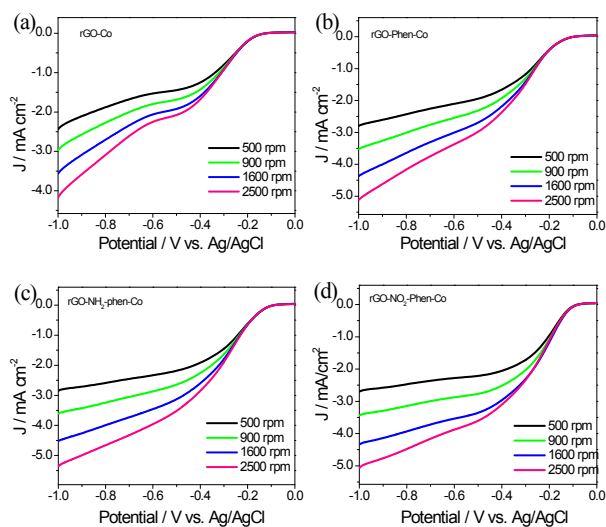 (a)
rGO-Co
J / mA cm⁻²
0.0
-1.0
-2.0
-3.0
-4.0
500 rpm
900 rpm
1600 rpm
2500 rpm
-1.0 -0.8 -0.6 -0.4 -0.2 0.0
Potential / V vs. Ag/AgCl
(b)
rGO-Phen-Co
J / mA cm⁻²
0.0
-1.0
-2.0
-3.0
-4.0
-5.0
500 rpm
900 rpm
1600 rpm
2500 rpm
-1.0 -0.8 -0.6 -0.4 -0.2 0.0
Potential / V vs. Ag/AgCl
(c)
rGO-NH₂-phen-Co
J / mA cm⁻²
0.0
-1.0
-2.0
-3.0
-4.0
-5.0
500 rpm
900 rpm
1600 rpm
2500 rpm
-1.0 -0.8 -0.6 -0.4 -0.2 0.0
Potential / V vs. Ag/AgCl
(d)
rGO-NO₂-Phen-Co
J / mA/cm²
0.0
-1.0
-2.0
-3.0
-4.0
-5.0
500 rpm
900 rpm
1600 rpm
2500 rpm
-1.0 -0.8 -0.6 -0.4 -0.2 0.0
Potential / V vs. Ag/AgCl